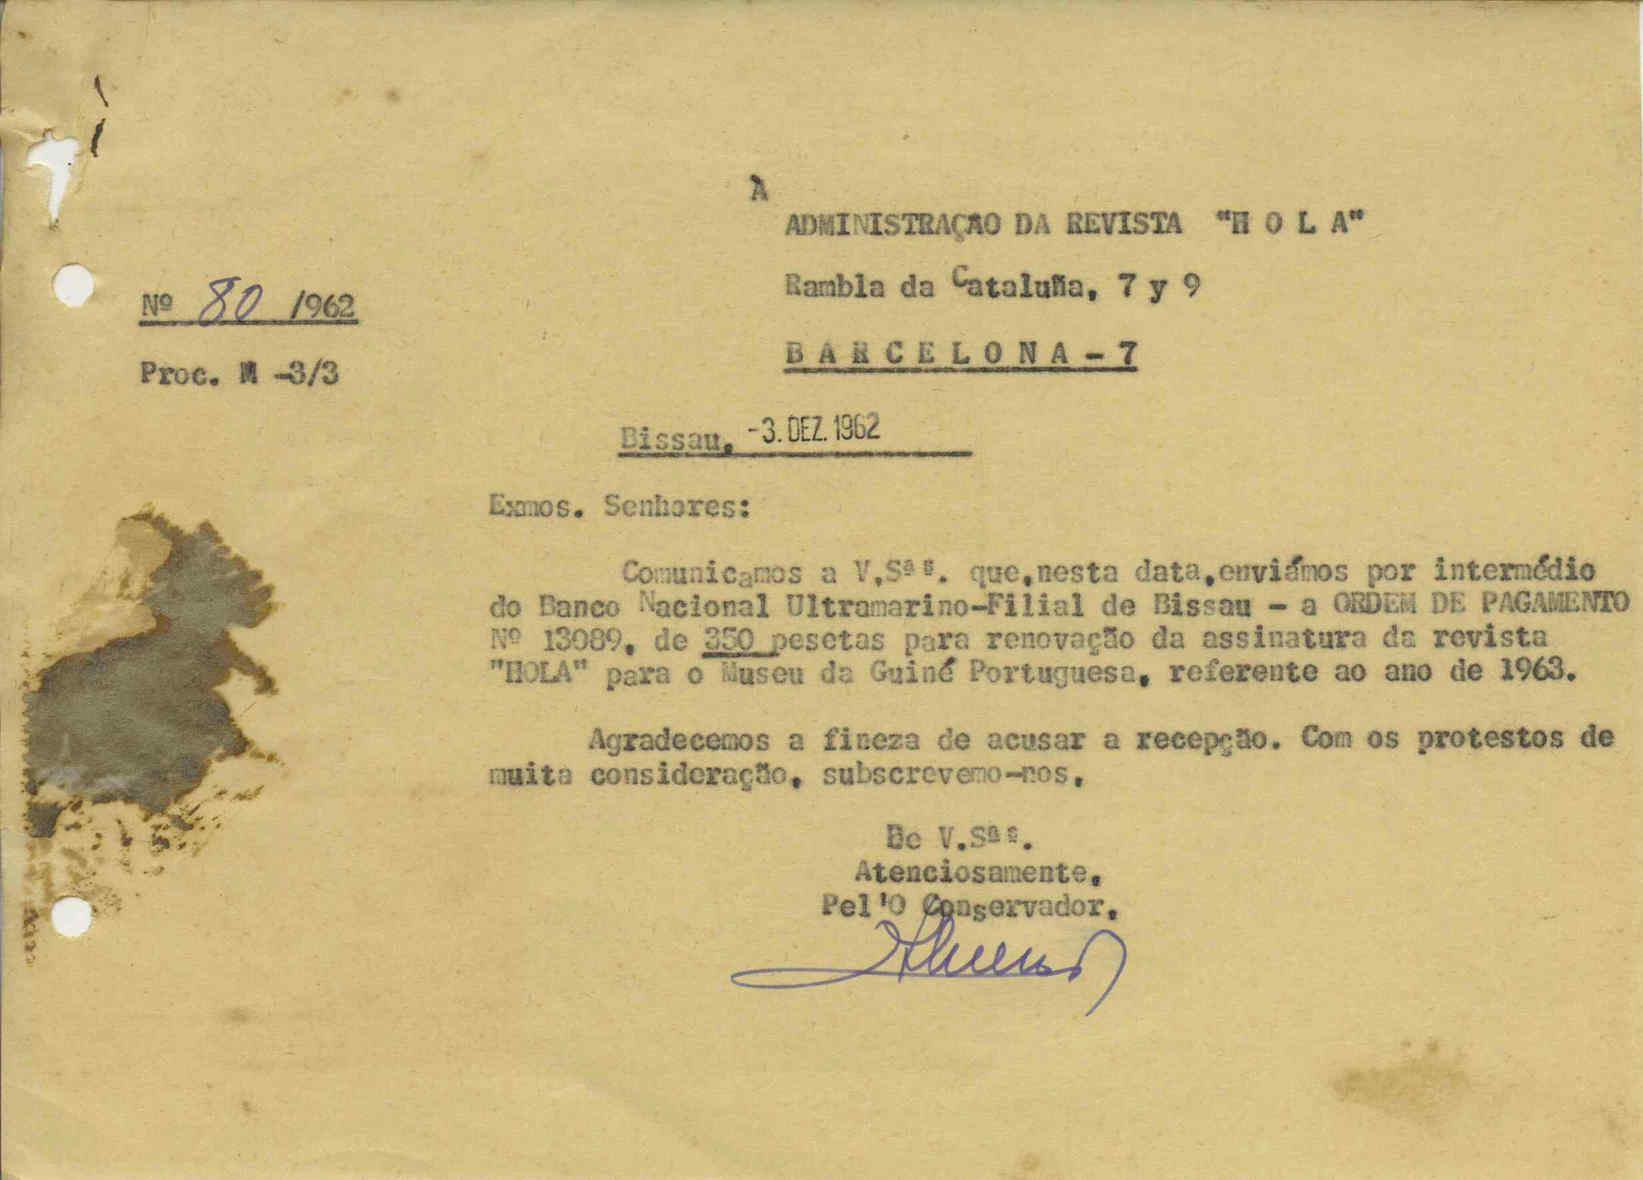 À
ADMINISTRAÇÃO DA REVISTA "H O L A"
Rambla da Cataluña, 7 y 9
B A R C E L O N A - 7
Nº 80 /1962
Proc. M -3/3
Bissau, -3. DEZ. 1962
Exmos. Senhores:
Comunicamos a V.Sªs. que,nesta data,enviámos por intermédio
do Banco Nacional Ultramarino-Filial de Bissau - a ORDEM DE PAGAMENTO
Nº 13089, de 350 pesetas para renovação da assinatura da revista
"HOLA" para o Museu da Guiné Portuguesa, referente ao ano de 1963.
Agradecemos a fineza de acusar a recepção. Com os protestos de
muita consideração, subscrevemo-nos,
De V.Sªs.
Atenciosamente,
Pel'O Conservador,